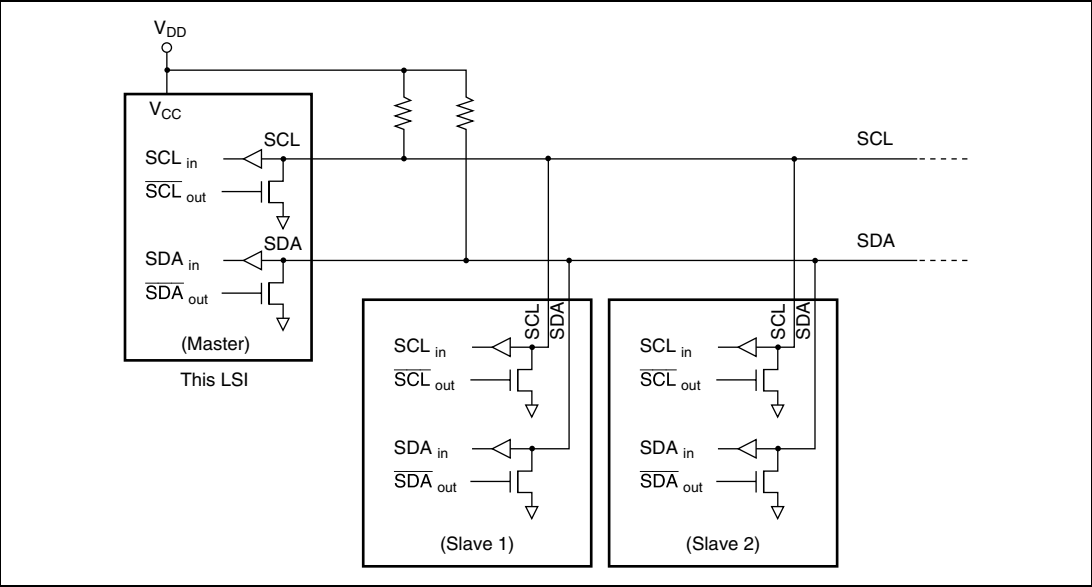 VDD
VCC
SCL
SCL in
SCL out
SDA
SDA in
SDA out
(Master)
This LSI
SCL
SDA
SCL
SDA
SCL in
SCL out
SDA in
SDA out
(Slave 1)
SCL
SDA
SCL in
SCL out
SDA in
SDA out
(Slave 2)